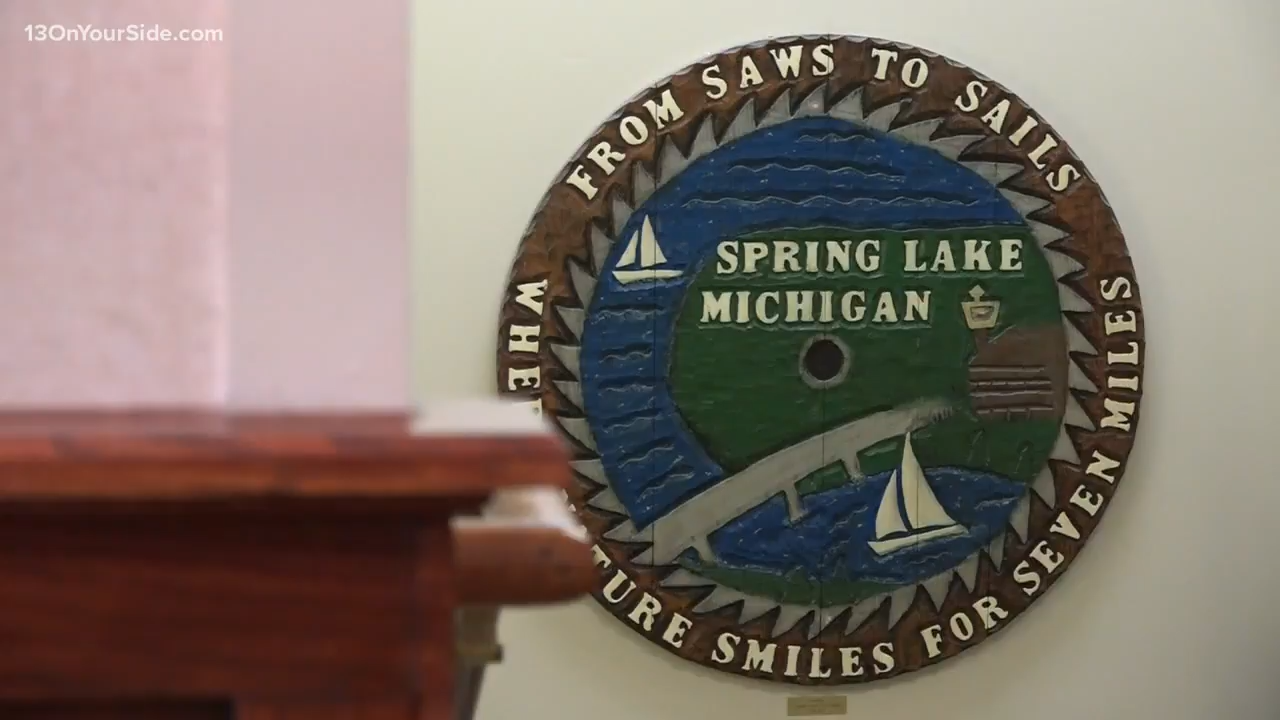 13OnYourSide.com
FROM SAWS TO SAILS
SPRING LAKE
MICHIGAN
TURE SMILES FOR SEVEN MILES
WHE